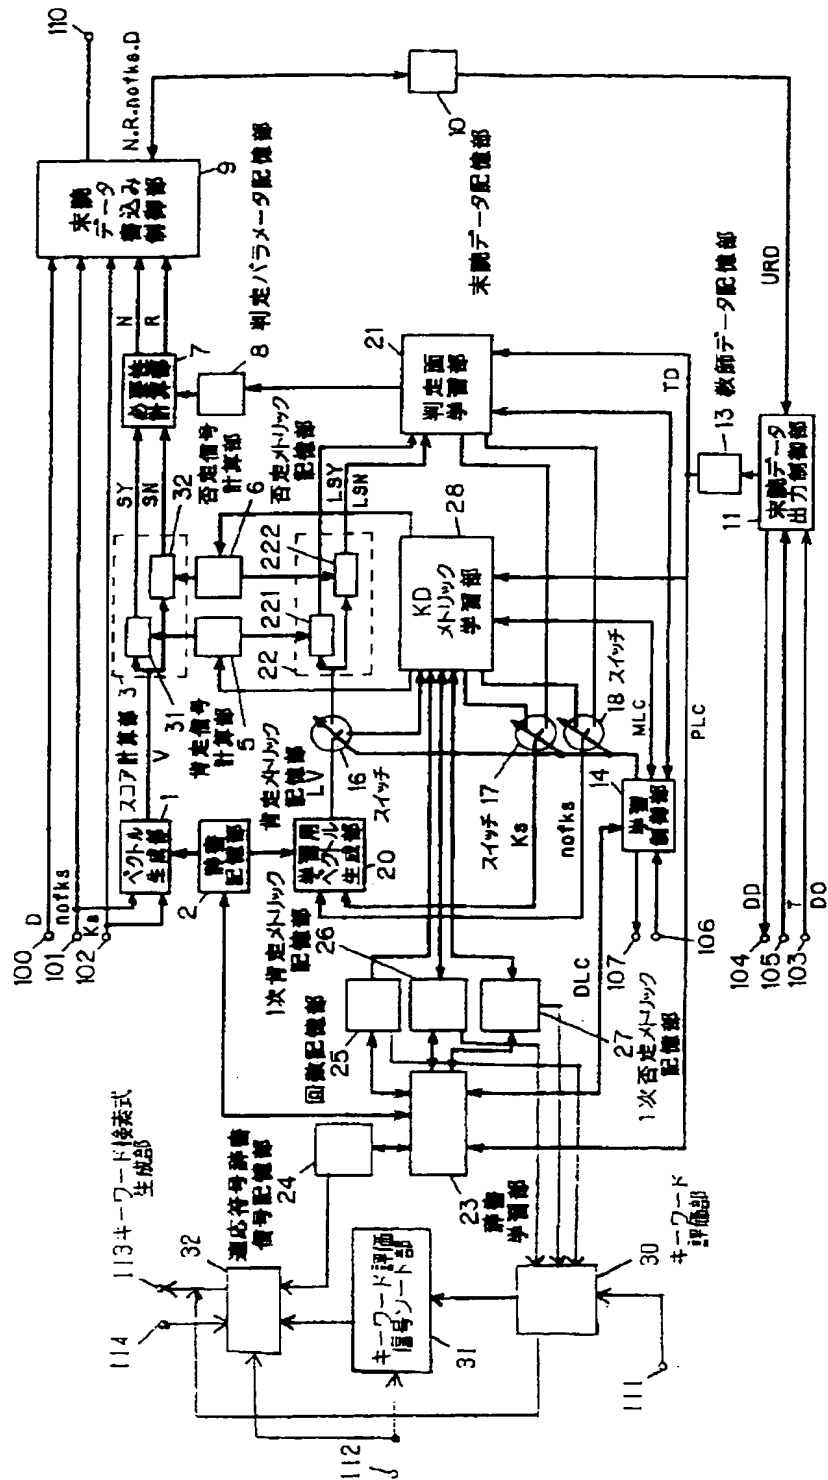 110
N.R.nofks.D
未読
データ
書込み
制御部
9
10
未読データ記憶部
URD
N
R
必要性
計算部
7
8 判定パラメータ記憶部
21
判定面
学習部
TD
13 教師データ記憶部
11
未読データ
出力制御部
SY
SN
32
否定信号
計算部
6
否定メトリック
記憶部
LSY
LSN
222
221
22
28
KD
メトリック
学習部
スコア計算部 3
V
31
肯定信号
計算部
5
肯定メトリック
記憶部
LV
16
スイッチ
スイッチ 17
18 スイッチ
Ks
nofks
MLC
PLC
14
学習
制御部
1
ベクトル
生成部
2
辞書
記憶部
学習用
ベクトル
生成部
20
100
D
101
nofks
102
Ks
1次肯定メトリック
記憶部
26
回数記憶部
25
27
1次否定メトリック
記憶部
DLC
107
106
104
DD
105
T
103
DO
113 キーワード検索式
生成部
114
32
適応符号辞書
信号記憶部
24
23
辞書
学習部
キーワード評価
信号ソート部
31
30
キーワード
評価部
112
111